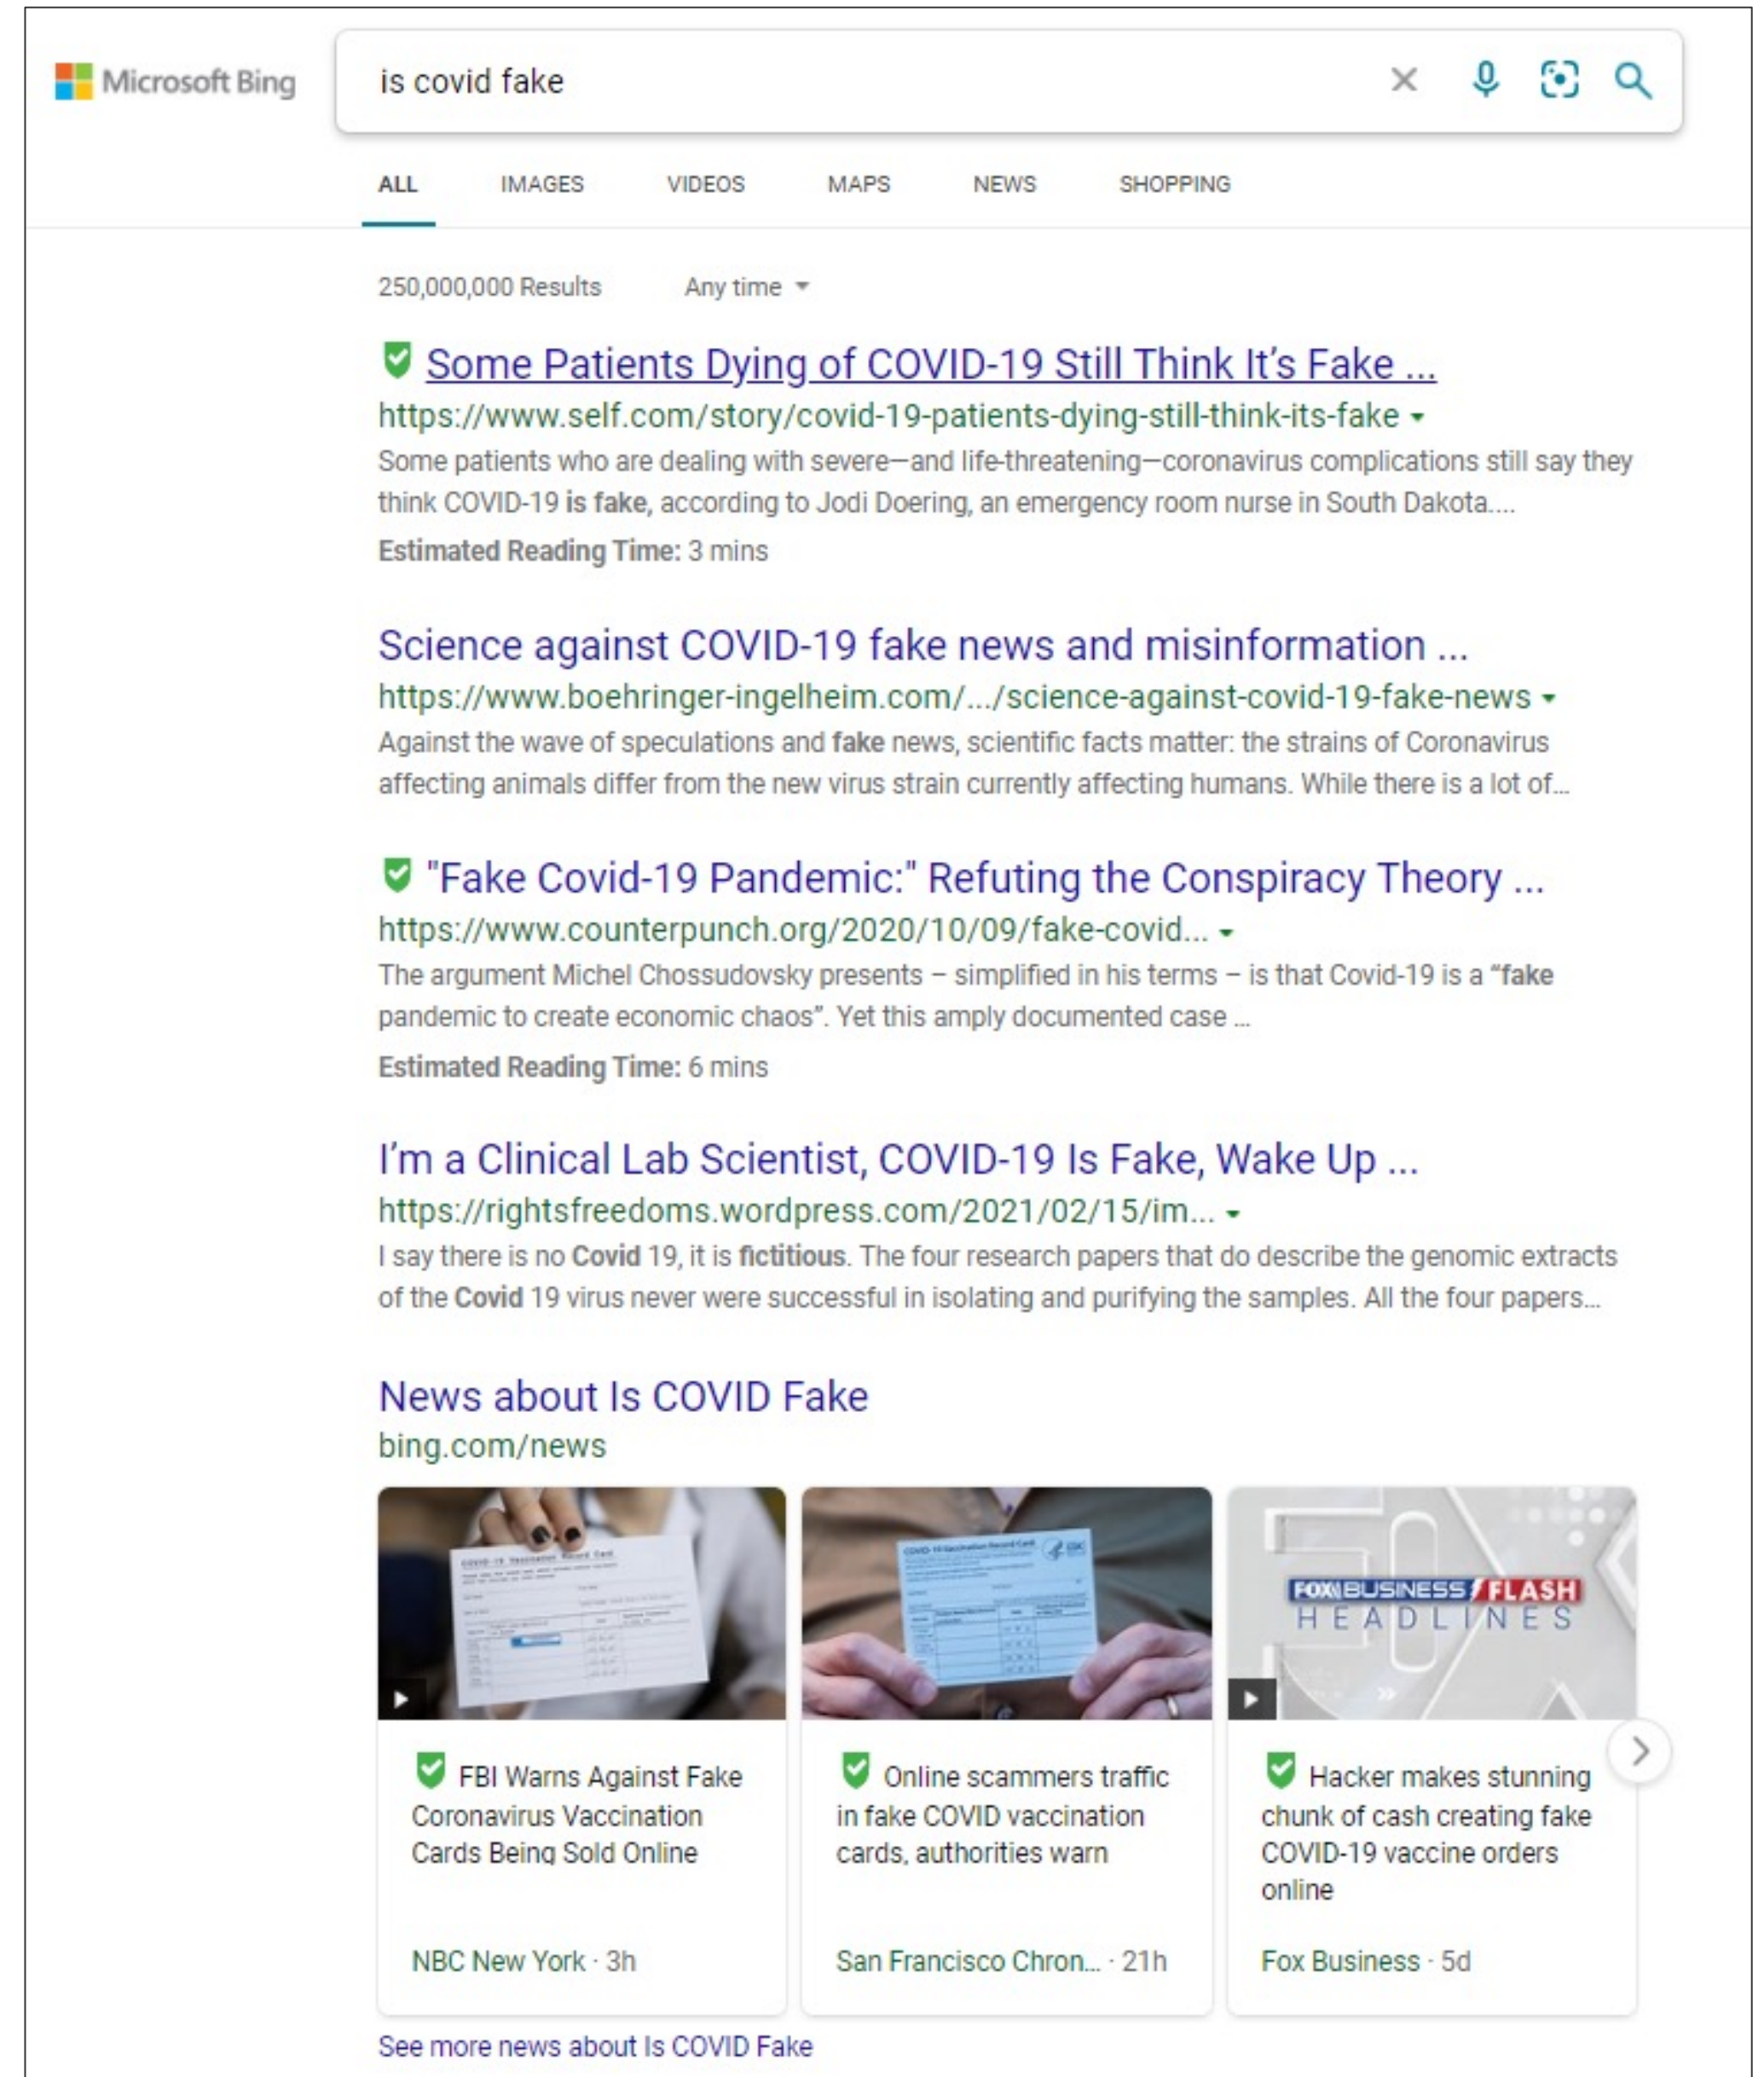 Microsoft Bing
is covid fake
ALL IMAGES VIDEOS MAPS NEWS SHOPPING
250,000,000 Results Any time
Some Patients Dying of COVID-19 Still Think It's Fake ...
https://www.self.com/story/covid-19-patients-dying-still-think-its-fake
Some patients who are dealing with severe—and life-threatening—coronavirus complications still say they
think COVID-19 is fake, according to Jodi Doering, an emergency room nurse in South Dakota....
Estimated Reading Time: 3 mins
Science against COVID-19 fake news and misinformation ...
https://www.boehringer-ingelheim.com/.../science-against-covid-19-fake-news
Against the wave of speculations and fake news, scientific facts matter: the strains of Coronavirus
affecting animals differ from the new virus strain currently affecting humans. While there is a lot of...
"Fake Covid-19 Pandemic:" Refuting the Conspiracy Theory ...
https://www.counterpunch.org/2020/10/09/fake-covid...
The argument Michel Chossudovsky presents – simplified in his terms – is that Covid-19 is a “fake
pandemic to create economic chaos”. Yet this amply documented case ...
Estimated Reading Time: 6 mins
I'm a Clinical Lab Scientist, COVID-19 Is Fake, Wake Up ...
https://rightsfreedoms.wordpress.com/2021/02/15/im...
I say there is no Covid 19, it is fictitious. The four research papers that do describe the genomic extracts
of the Covid 19 virus never were successful in isolating and purifying the samples. All the four papers...
News about Is COVID Fake
bing.com/news
COVID-19 Vaccination Record Card
COVID-19 Vaccination Record Card
CDC
FOX BUSINESS FLASH
HEADLINES
FBI Warns Against Fake
Coronavirus Vaccination
Cards Being Sold Online
NBC New York · 3h
Online scammers traffic
in fake COVID vaccination
cards, authorities warn
San Francisco Chron... · 21h
Hacker makes stunning
chunk of cash creating fake
COVID-19 vaccine orders
online
Fox Business · 5d
See more news about Is COVID Fake